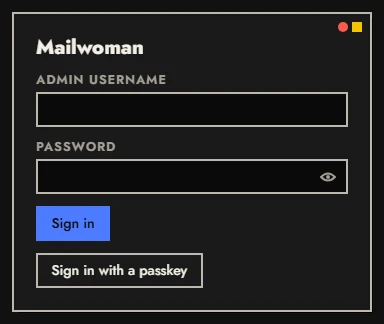 Mailwoman
ADMIN USERNAME
PASSWORD
Sign in
Sign in with a passkey